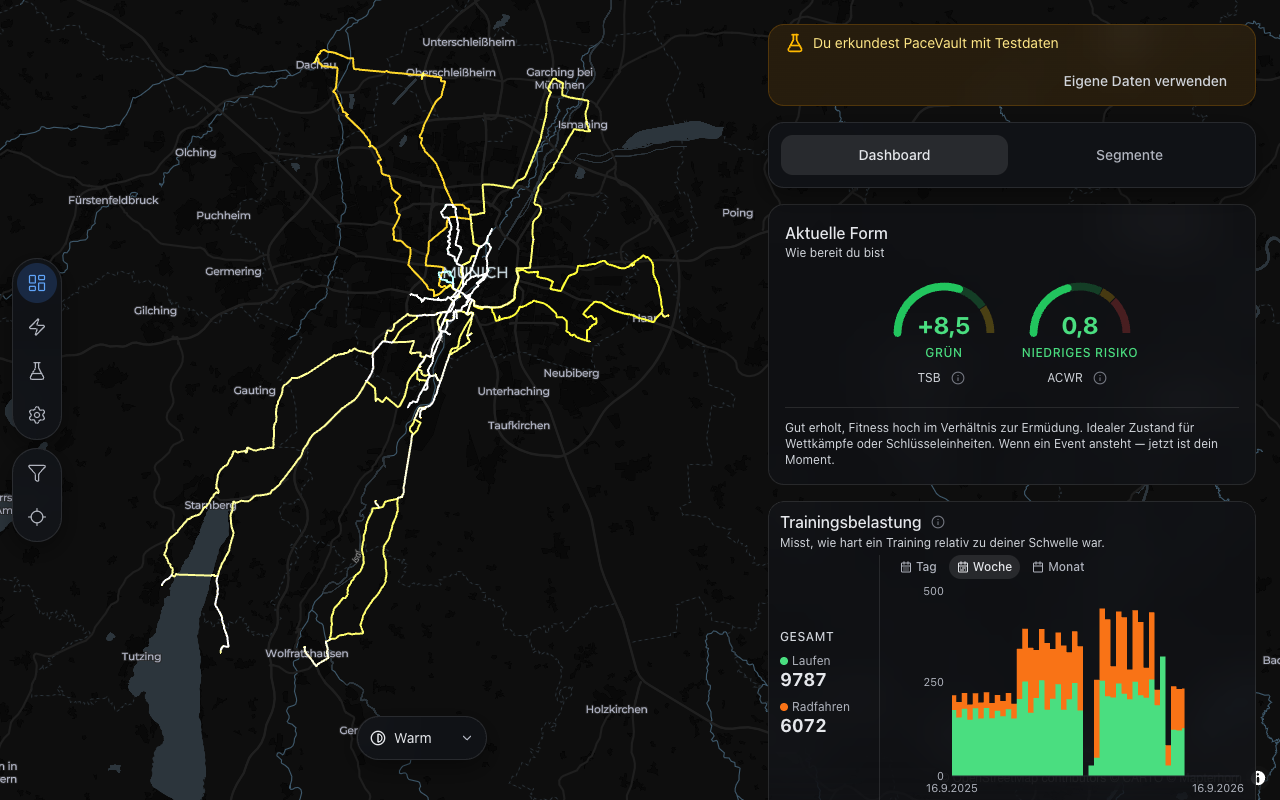 Unterschleißheim
Dachau
Oberschleißheim
Garching bei
München
Ismaning
Olching
Fürstenfeldbruck
Puchheim
Poing
Germering
MUNICH
Gilching
Haar
Neubiberg
Gauting
Unterhaching
Taufkirchen
Starnberg
Isar
Tutzing
Wolfratshausen
Holzkirchen
Ger
Warm
n in
ern
Du erkundest PaceVault mit Testdaten
Eigene Daten verwenden
Dashboard
Segmente
Aktuelle Form
Wie bereit du bist
+8,5
GRÜN
TSB
0,8
NIEDRIGES RISIKO
ACWR
Gut erholt, Fitness hoch im Verhältnis zur Ermüdung. Idealer Zustand für
Wettkämpfe oder Schlüsseleinheiten. Wenn ein Event ansteht — jetzt ist dein
Moment.
Trainingsbelastung
Misst, wie hart ein Training relativ zu deiner Schwelle war.
Tag
Woche
Monat
GESAMT
Laufen
9787
Radfahren
6072
500
250
0
16.9.2025
16.9.2026
Bad